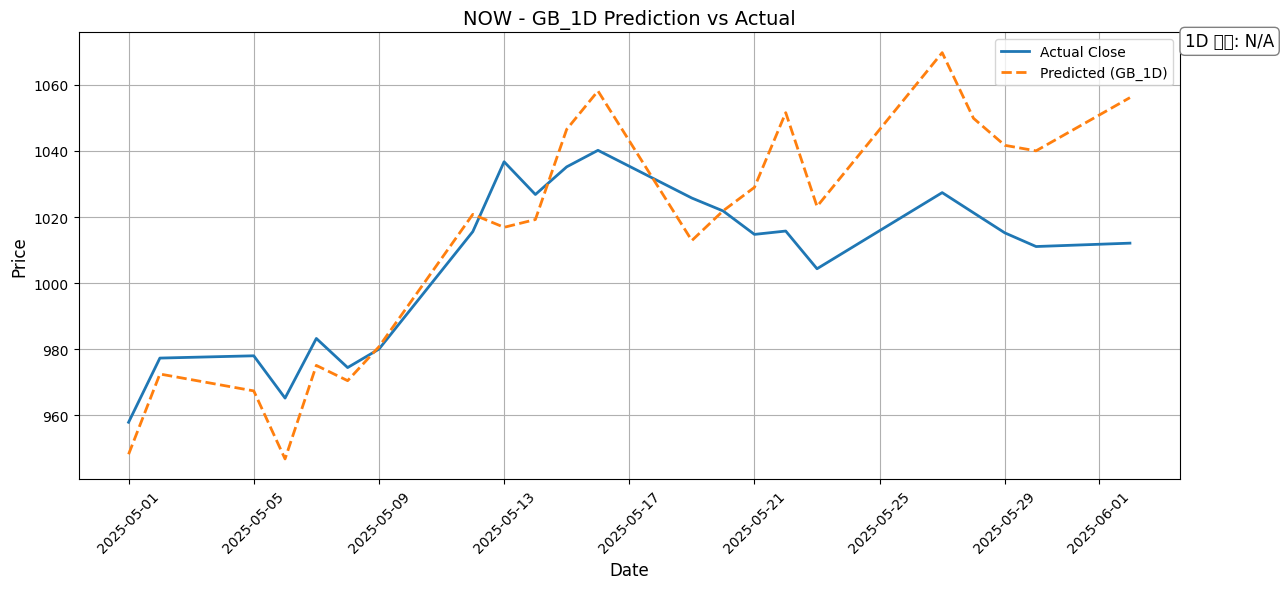 NOW - GB_1D Prediction vs Actual
1D : N/A
Actual Close
Predicted (GB_1D)
Price
1060
1040
1020
1000
980
960
2025-05-01
2025-05-05
2025-05-09
2025-05-13
2025-05-17
2025-05-21
2025-05-25
2025-05-29
2025-06-01
Date